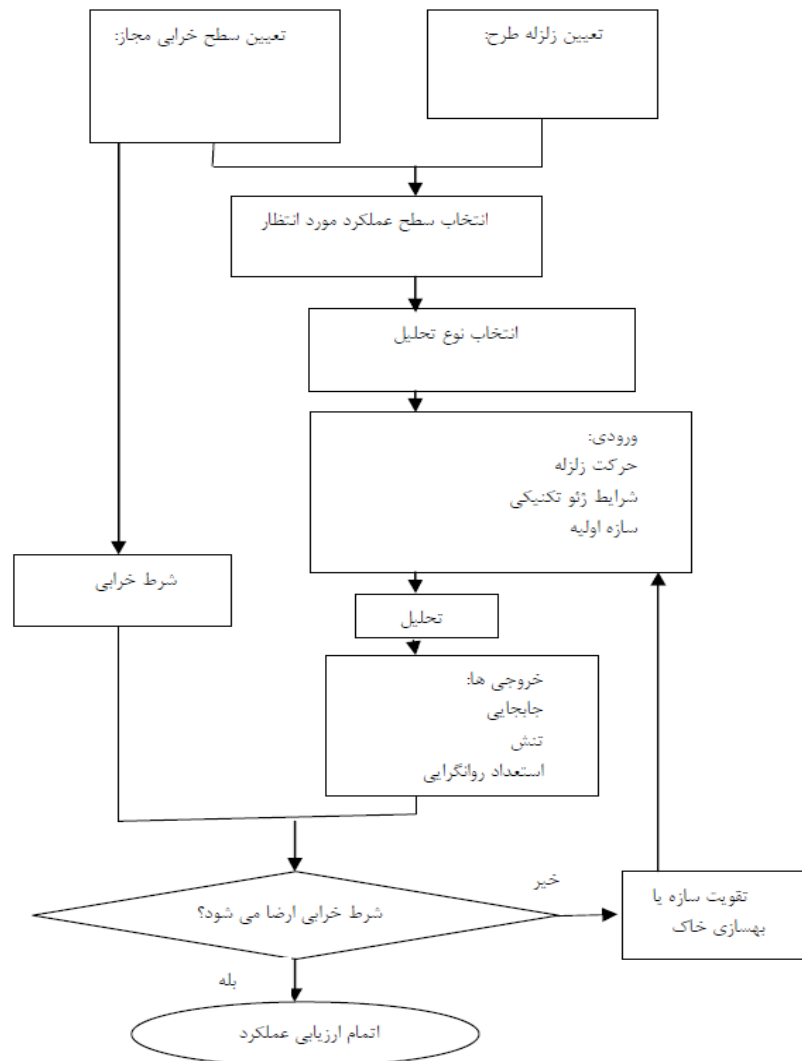 تعیین زلزله طرح:
تعیین سطح خرابی مجاز:
انتخاب سطح عملکرد مورد انتظار
انتخاب نوع تحلیل
ورودی:
حرکت زلزله
شرایط ژئو تکنیکی
سازه اولیه
شرط خرابی
تحلیل
خروجی ها:
جابجایی
تنش
استعداد روانگرایی
شرط خرابی ارضا می شود؟
خیر
تقویت سازه یا
بهسازی خاک
بله
اتمام ارزیابی عملکرد